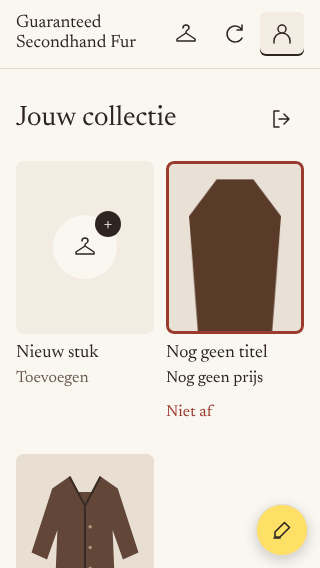 Guaranteed
Secondhand Fur
Jouw collectie
+
Nieuw stuk
Toevoegen
Nog geen titel
Nog geen prijs
Niet af